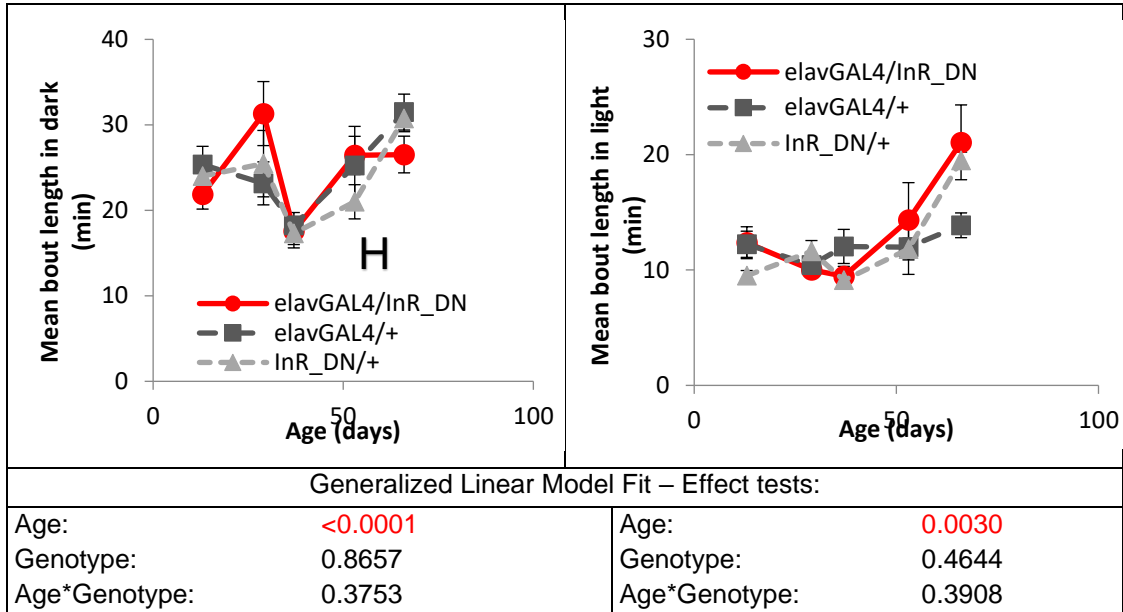 40
30
20
10
0
0
50
100
Mean bout length in dark
(min)
Age (days)
H
elavGAL4/InR_DN
elavGAL4/+
InR_DN/+
30
20
10
0
0
50
100
Mean bout length in light
(min)
Age (days)
elavGAL4/InR_DN
elavGAL4/+
InR_DN/+
Generalized Linear Model Fit – Effect tests:
Age: <0.0001
Genotype: 0.8657
Age*Genotype: 0.3753
Age: 0.0030
Genotype: 0.4644
Age*Genotype: 0.3908